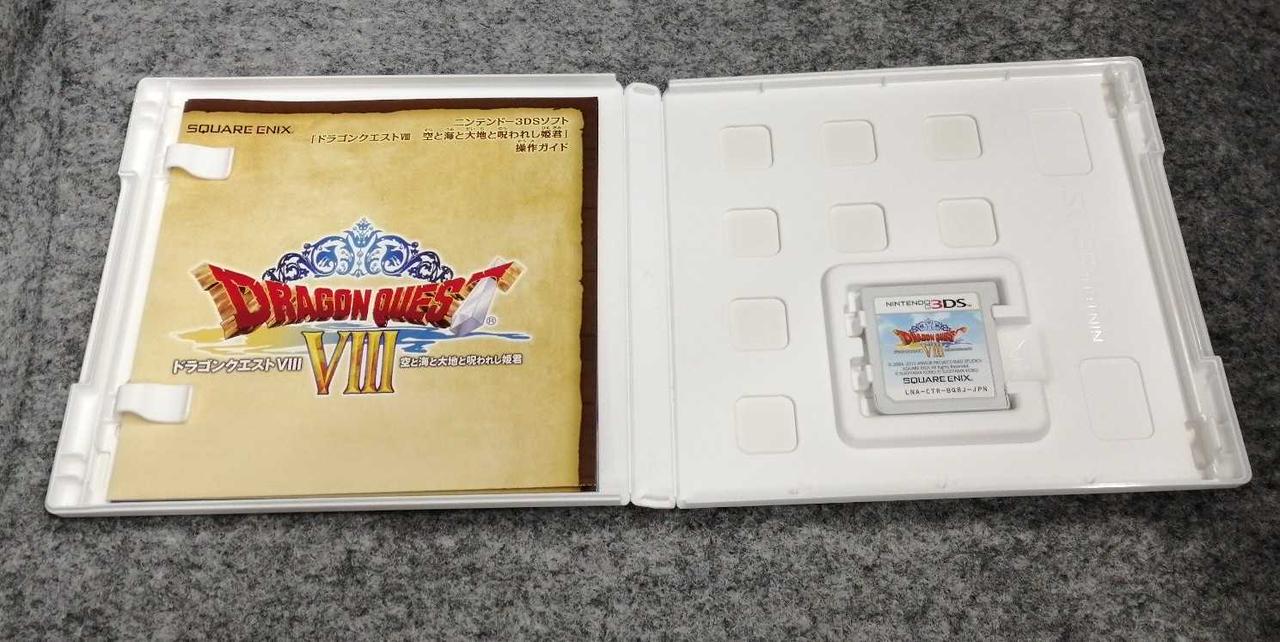 SQUARE ENIX
ニンテンドー3DSソフト
「ドラゴンクエストVIII 空と海と大地と呪われし姫君」
操作ガイド
DRAGON QUEST®
VIII
ドラゴンクエストVIII
空と海と大地と呪われし姫君
NINTENDO 3DS™
DRAGON QUEST
VIII
SQUARE ENIX
LNA-CTR-BQ8J-JPN
NINTENDO